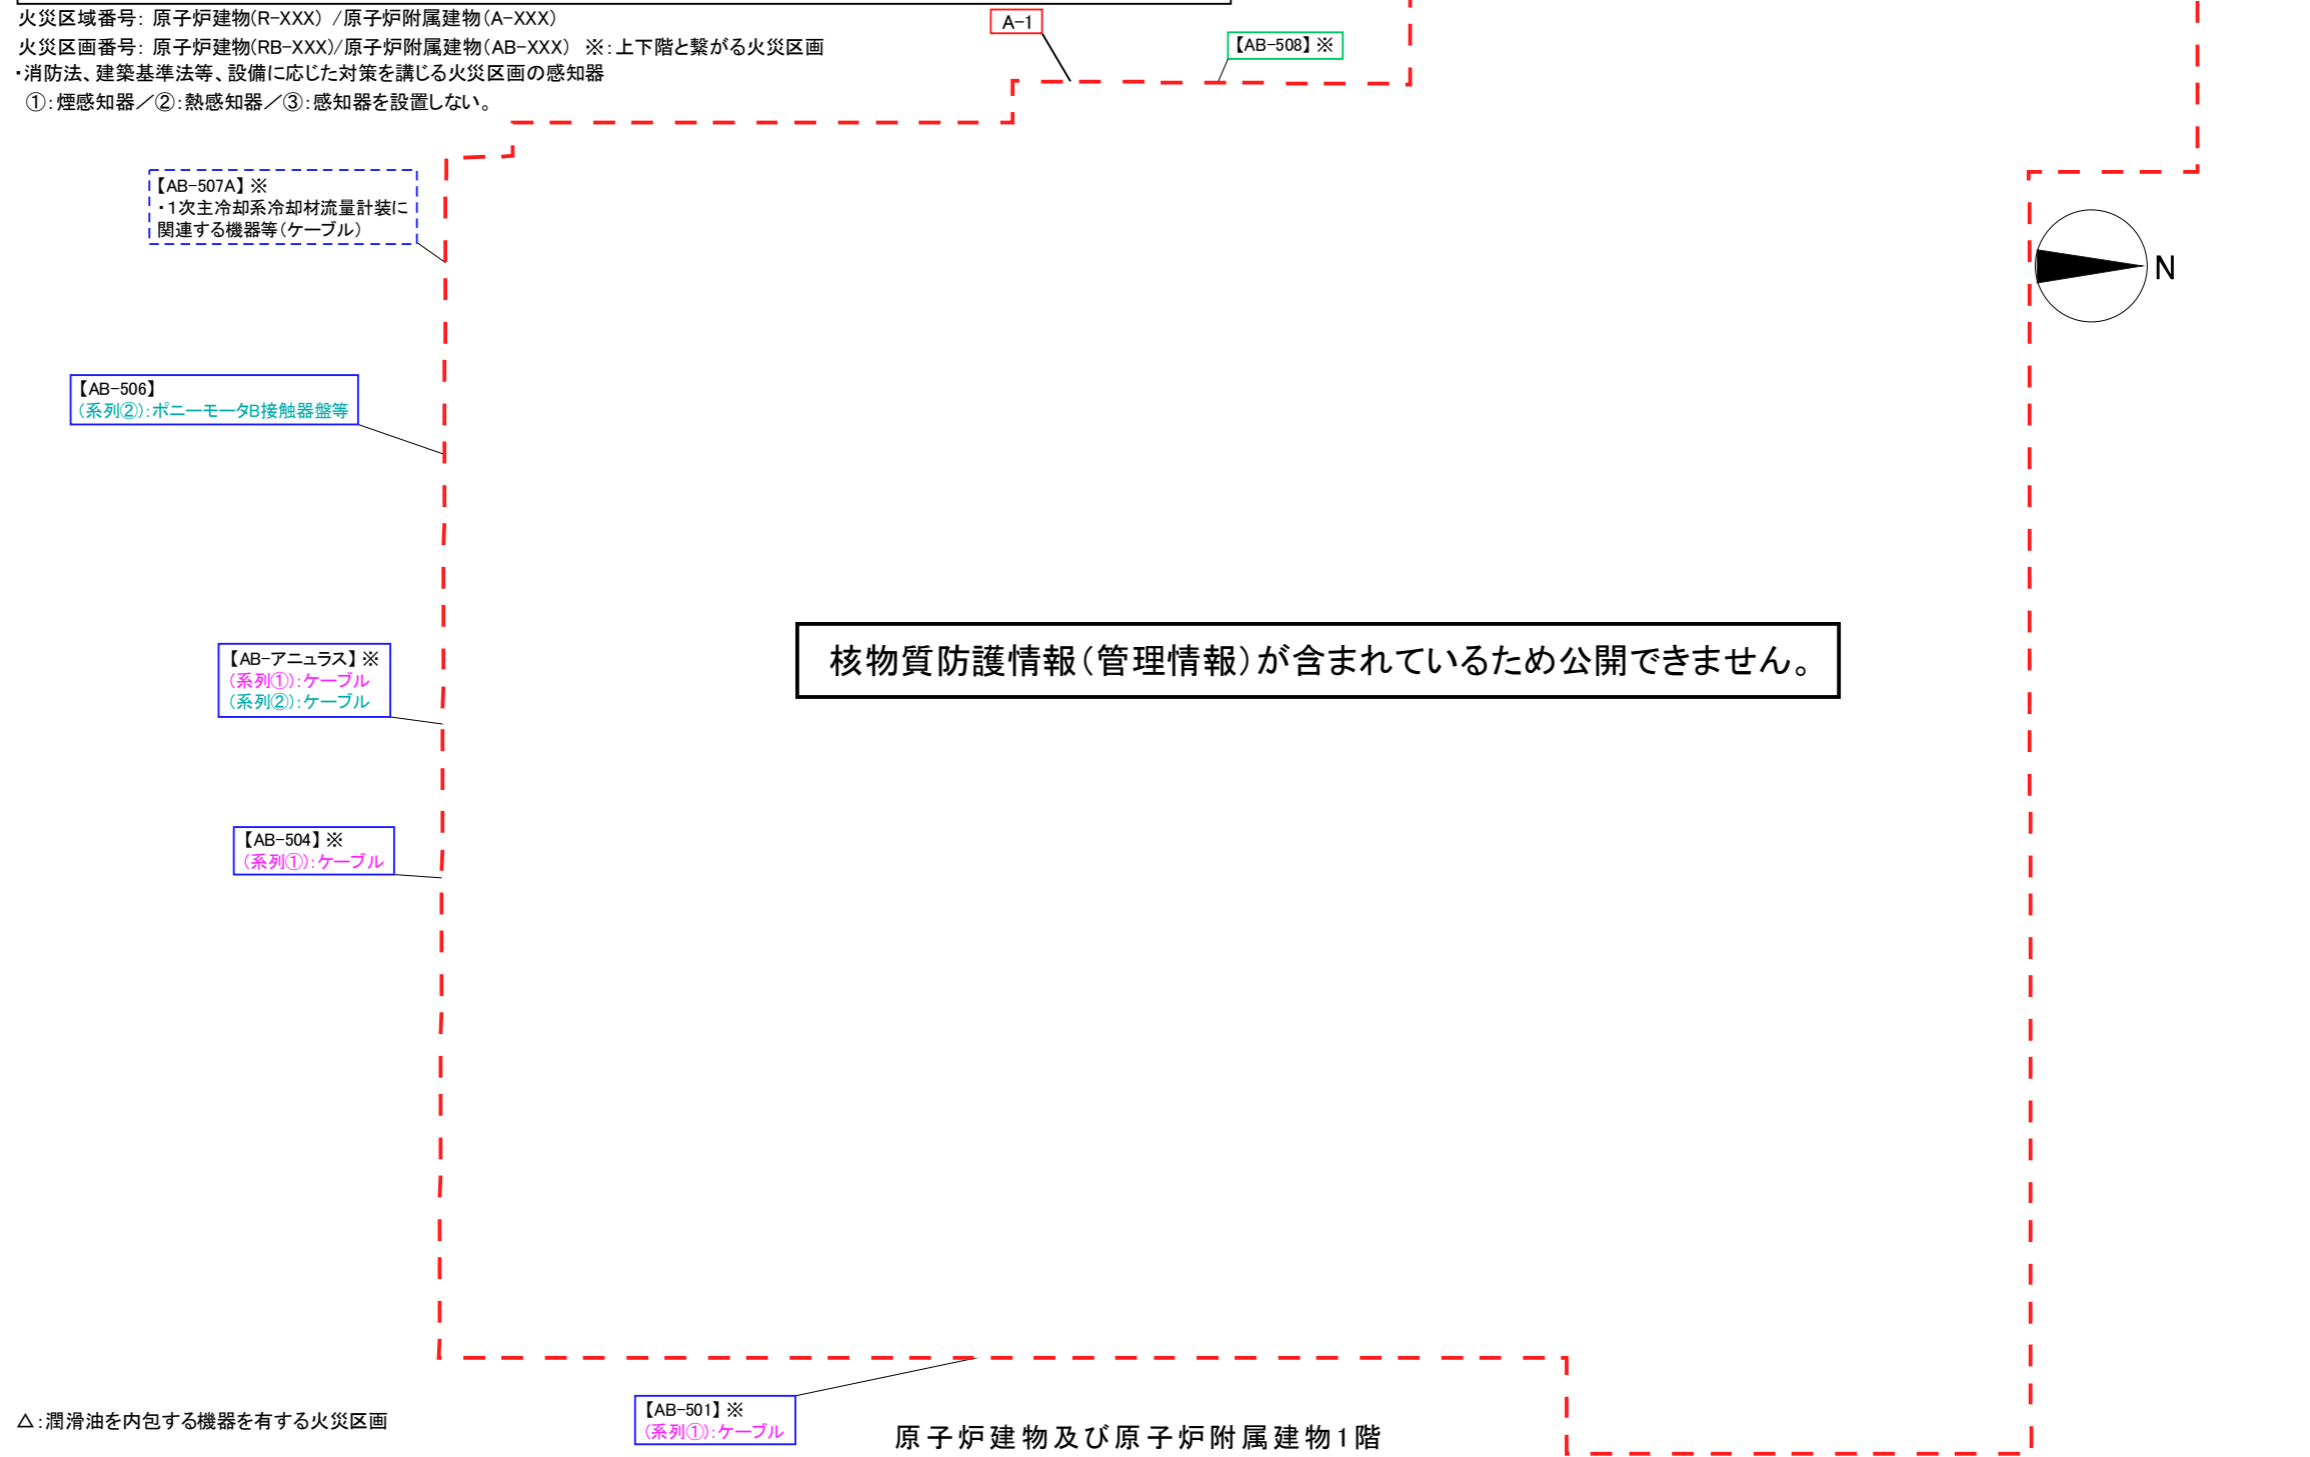 火災区域番号: 原子炉建物(R-XXX) /原子炉附属建物(A-XXX)
火災区画番号: 原子炉建物(RB-XXX)/原子炉附属建物(AB-XXX) ※:上下階と繋がる火災区画
・消防法、建築基準法等、設備に応じた対策を講じる火災区画の感知器
①:煙感知器／②:熱感知器／③:感知器を設置しない。
A-1
【AB-508】※
【AB-507A】※
・1次主冷却系冷却材流量計装に
関連する機器等(ケーブル)
N
【AB-506】
(系列②):ポニーモータB接触器盤等
【AB-アニュラス】※
(系列①):ケーブル
(系列②):ケーブル
核物質防護情報(管理情報)が含まれているため公開できません。
【AB-504】※
(系列①):ケーブル
【AB-501】※
(系列①):ケーブル
△:潤滑油を内包する機器を有する火災区画
原子炉建物及び原子炉附属建物1階